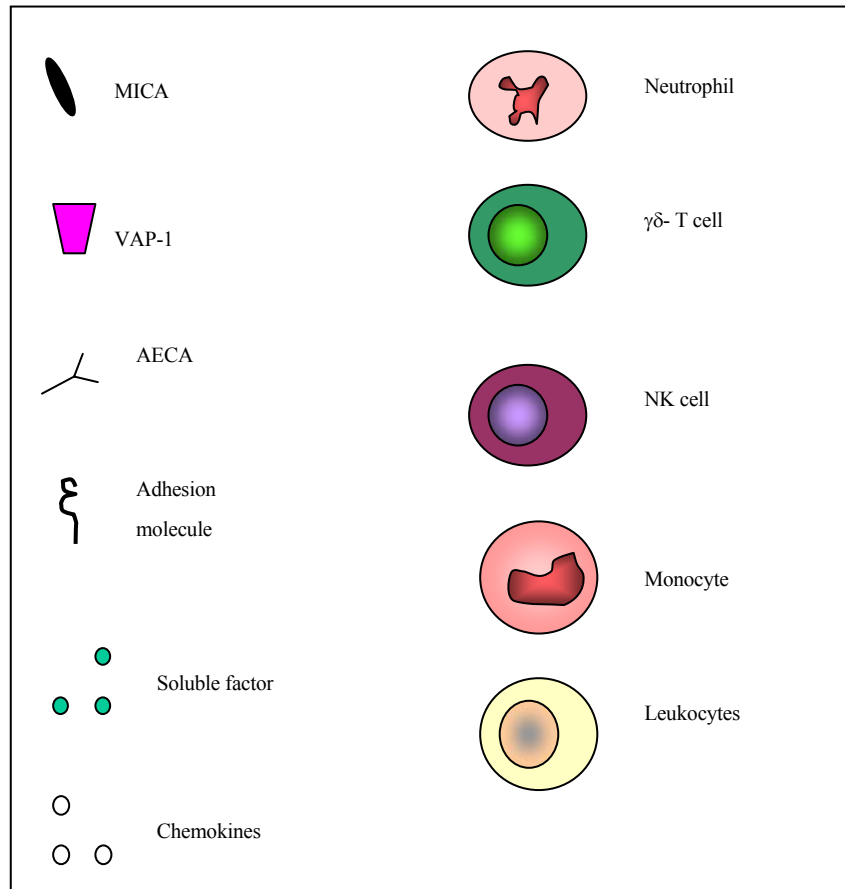 MICA
VAP-1
AECA
Adhesion
molecule
Soluble factor
Chemokines
Neutrophil
γδ- T cell
NK cell
Monocyte
Leukocytes